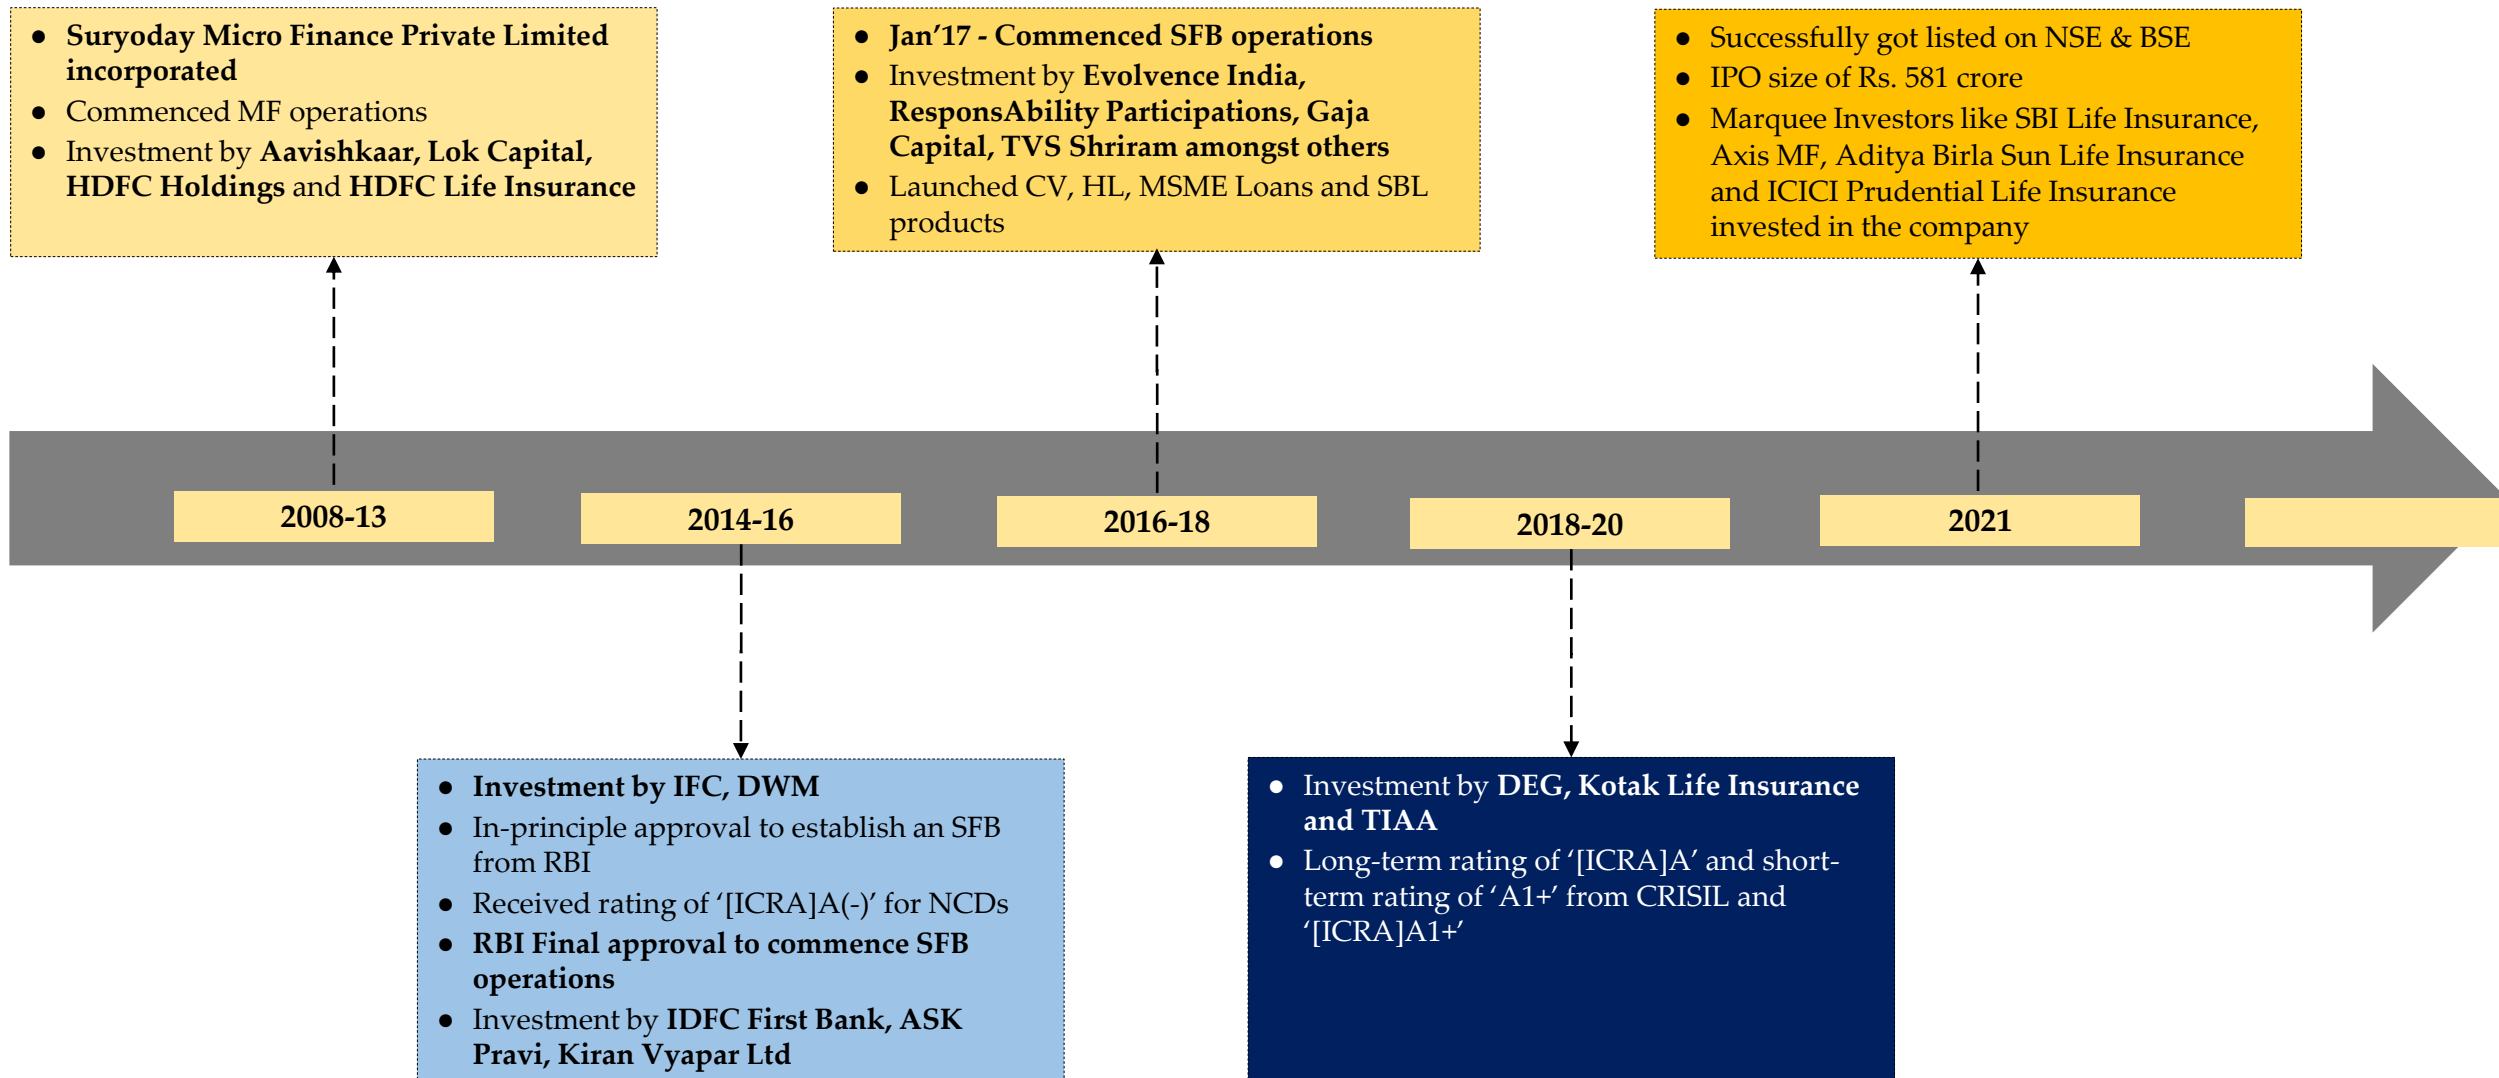 ● Suryoday Micro Finance Private Limited
incorporated
● Commenced MF operations
● Investment by Aavishkaar, Lok Capital,
HDFC Holdings and HDFC Life Insurance
● Jan’17 - Commenced SFB operations
● Investment by Evolvence India,
ResponsAbility Participations, Gaja
Capital, TVS Shriram amongst others
● Launched CV, HL, MSME Loans and SBL
products
● Successfully got listed on NSE & BSE
● IPO size of Rs. 581 crore
● Marquee Investors like SBI Life Insurance,
Axis MF, Aditya Birla Sun Life Insurance
and ICICI Prudential Life Insurance
invested in the company
2008-13
2014-16
2016-18
2018-20
2021
● Investment by IFC, DWM
● In-principle approval to establish an SFB
from RBI
● Received rating of ‘[ICRA]A(-)’ for NCDs
● RBI Final approval to commence SFB
operations
● Investment by IDFC First Bank, ASK
Pravi, Kiran Vyapar Ltd
● Investment by DEG, Kotak Life Insurance
and TIAA
● Long-term rating of ‘[ICRA]A’ and short-
term rating of ‘A1+’ from CRISIL and
‘[ICRA]A1+’